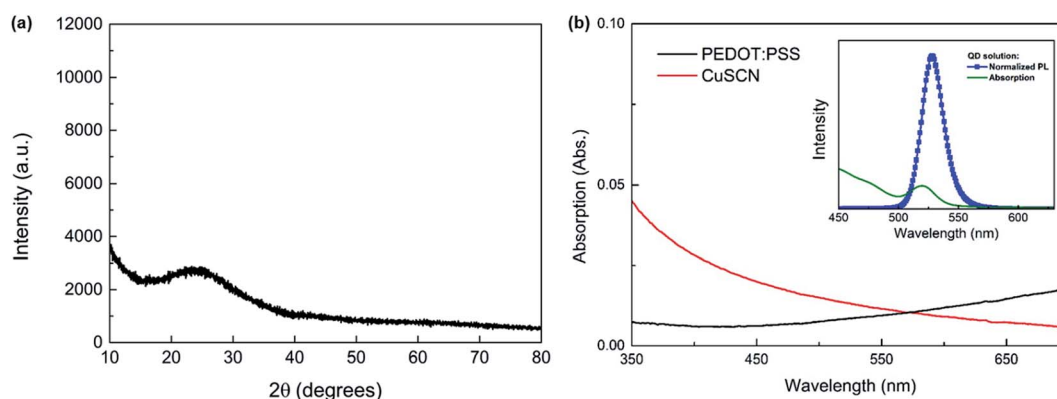 (a)
12000
10000
8000
6000
4000
2000
0
Intensity (a.u.)
10 20 30 40 50 60 70 80
2θ (degrees)
(b)
0.10
0.05
0.00
Absorption (Abs.)
PEDOT:PSS
CuSCN
350 450 550 650
Wavelength (nm)
QD solution:
Normalized PL
Absorption
Intensity
450 500 550 600
Wavelength (nm)